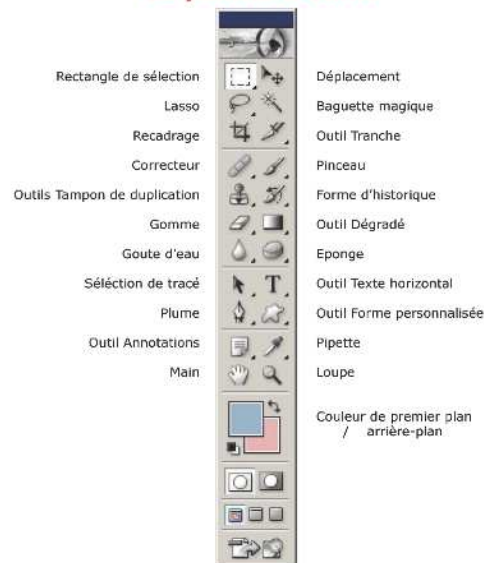 Rectangle de sélection
Déplacement
Lasso
Baguette magique
Recadrage
Outil Tranche
Correcteur
Pinceau
Outils Tampon de duplication
Forme d'historique
Gomme
Outil Dégradé
Goute d'eau
Eponge
Séléction de tracé
Outil Texte horizontal
Plume
Outil Forme personnalisée
Outil Annotations
Pipette
Main
Loupe
Couleur de premier plan
/ arrière-plan